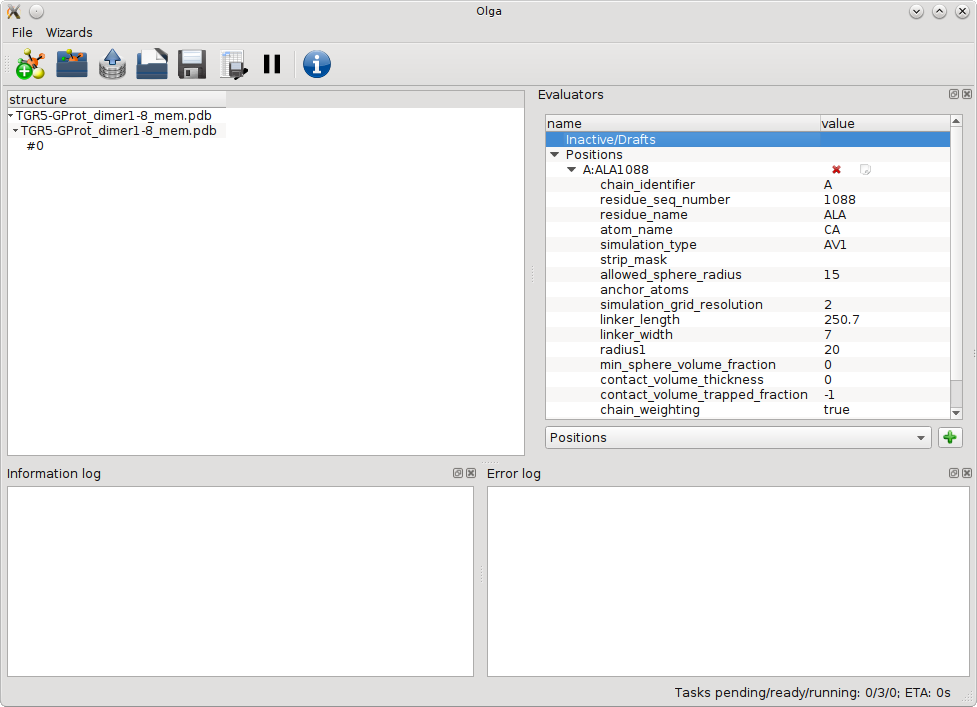 Olga
File Wizards
structure
TGR5-GProt_dimer1-8_mem.pdb
TGR5-GProt_dimer1-8_mem.pdb
#0
Evaluators
name value
Inactive/Drafts
Positions
A:ALA1088
chain_identifier A
residue_seq_number 1088
residue_name ALA
atom_name CA
simulation_type AV1
strip_mask
allowed_sphere_radius 15
anchor_atoms
simulation_grid_resolution 2
linker_length 250.7
linker_width 7
radius1 20
min_sphere_volume_fraction 0
contact_volume_thickness 0
contact_volume_trapped_fraction -1
chain_weighting true
Positions
Information log
Error log
Tasks pending/ready/running: 0/3/0; ETA: 0s